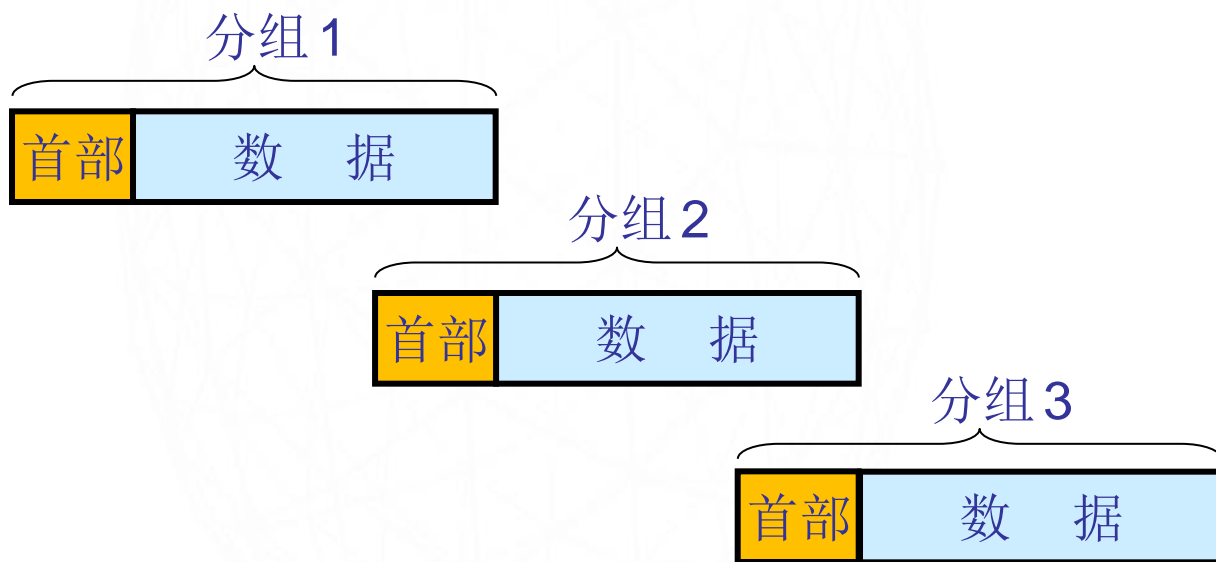 分组 1
首部 数 据
分组 2
首部 数 据
分组 3
首部 数 据